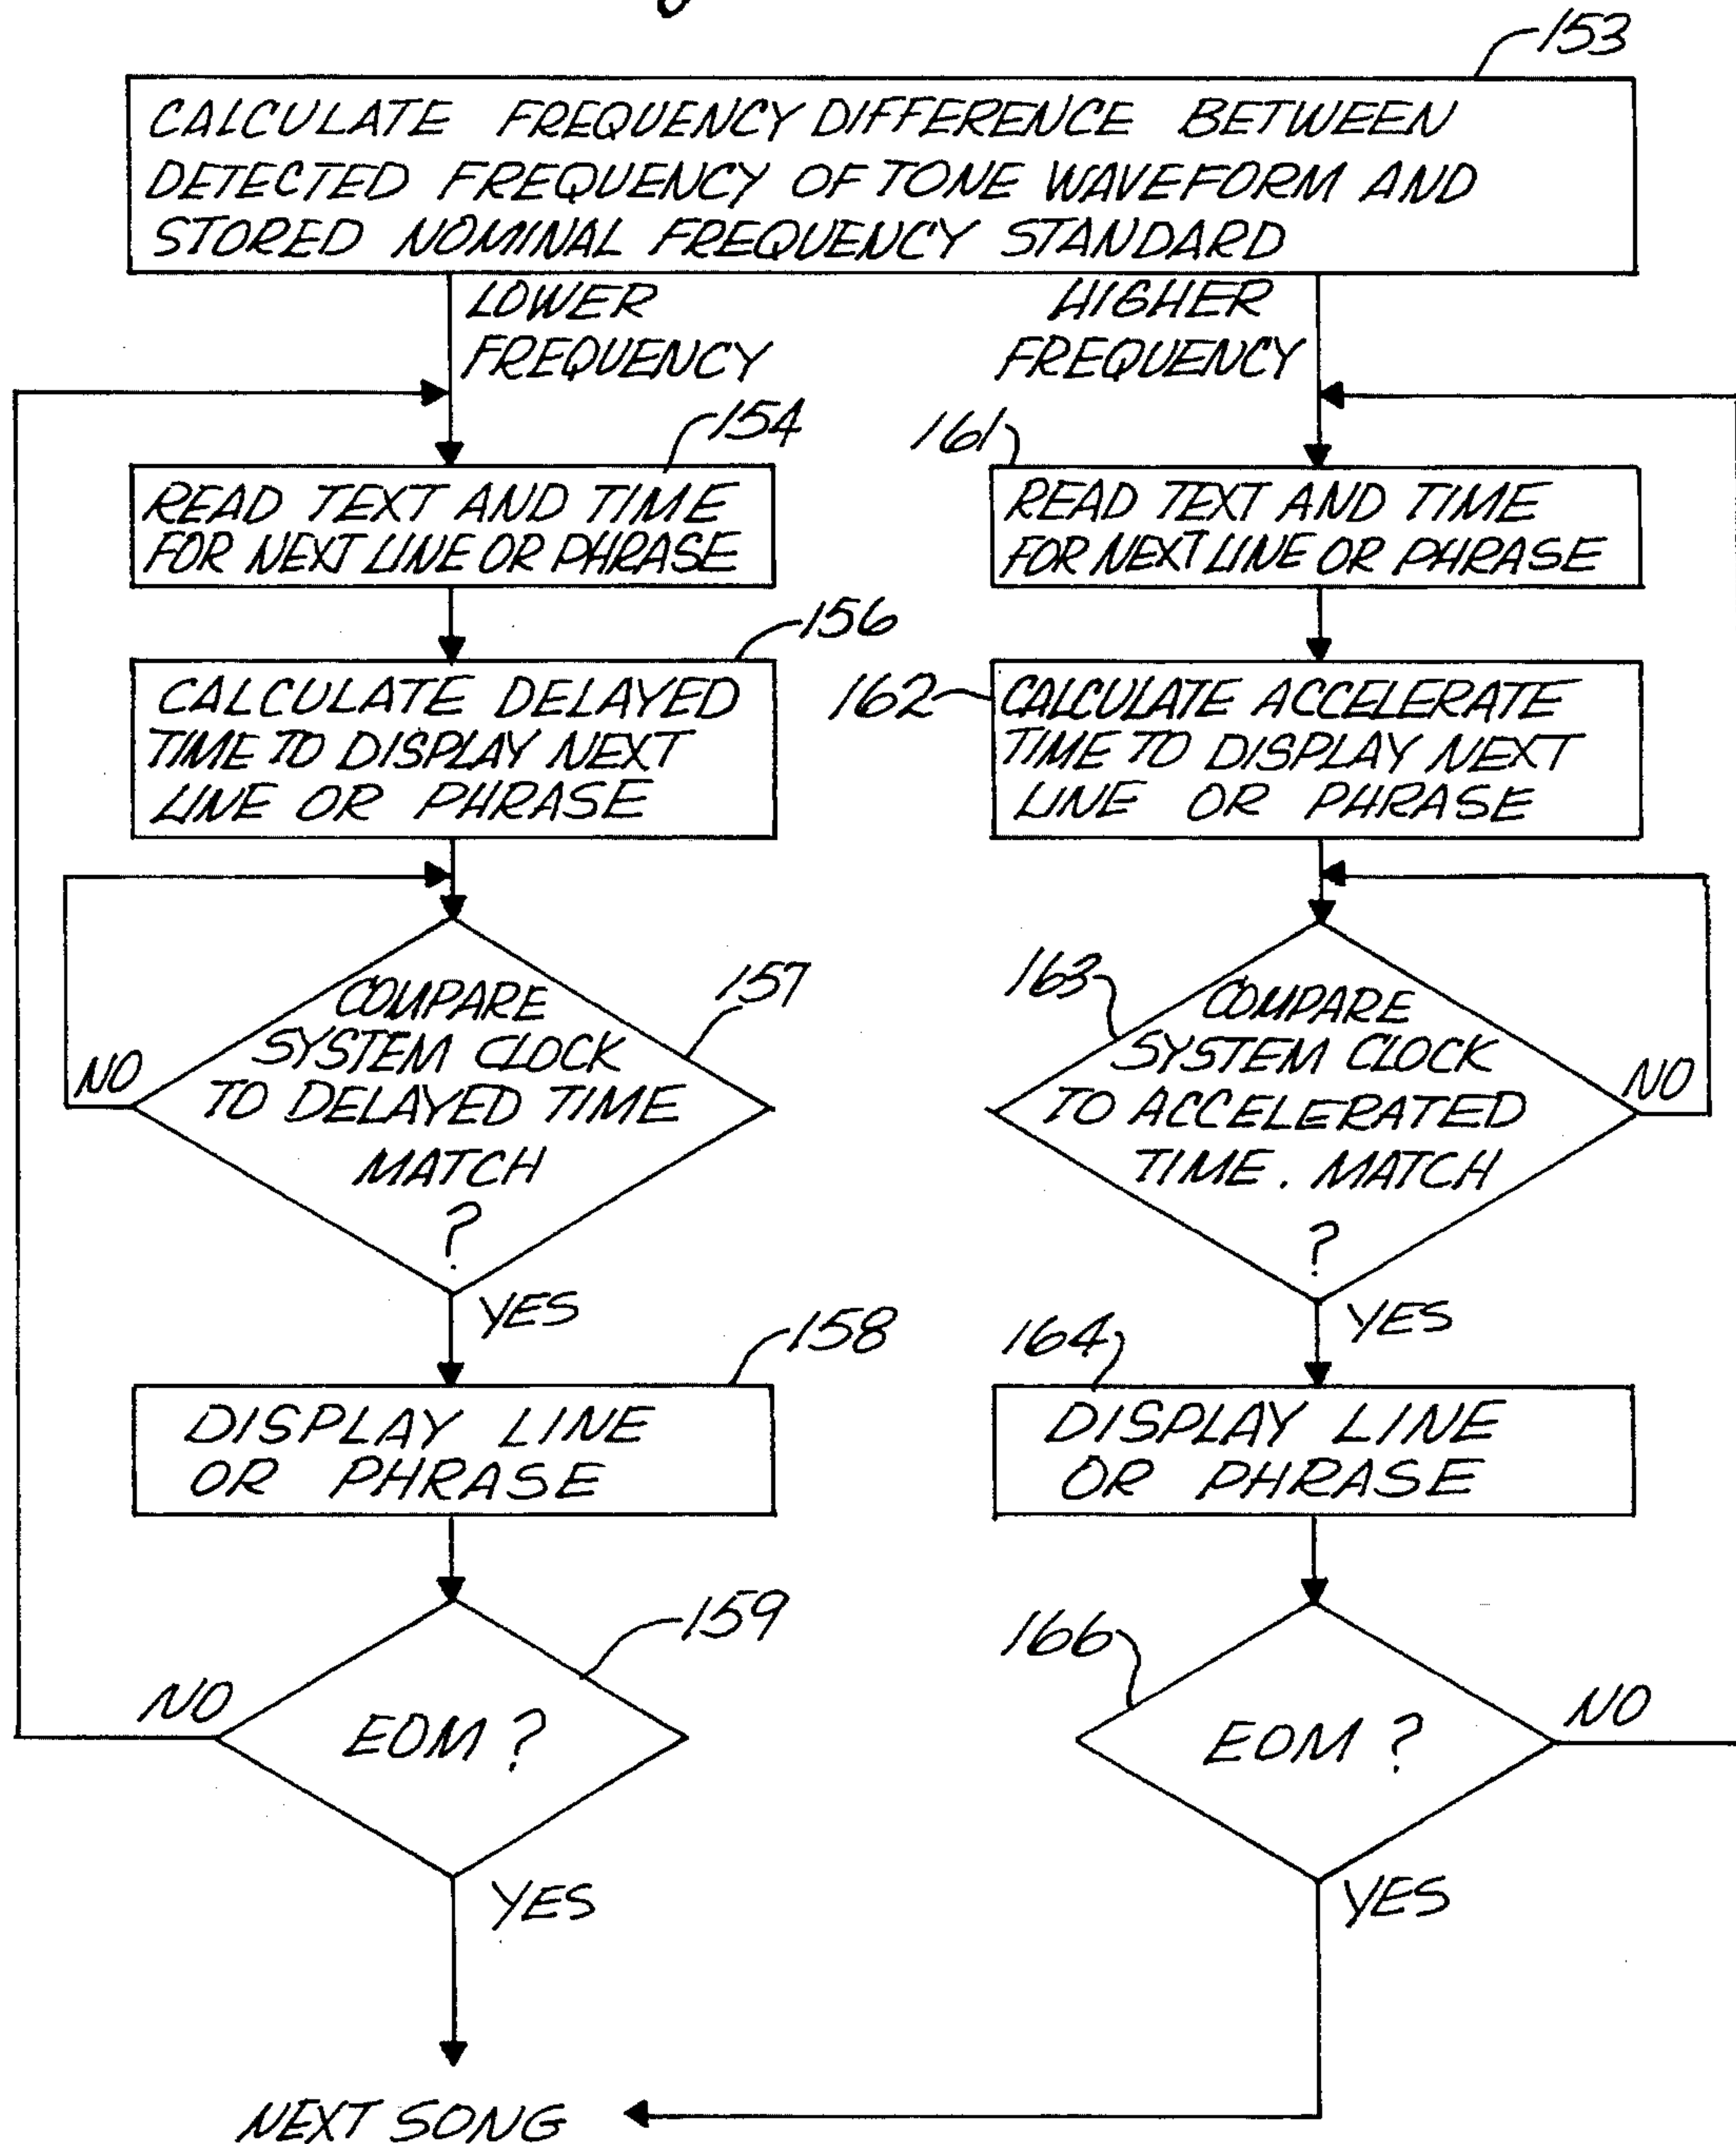 153
CALCULATE FREQUENCY DIFFERENCE BETWEEN
DETECTED FREQUENCY OF TONE WAVEFORM AND
STORED NOMINAL FREQUENCY STANDARD
LOWER
FREQUENCY
HIGHER
FREQUENCY
154
READ TEXT AND TIME
FOR NEXT LINE OR PHRASE
156
CALCULATE DELAYED
TIME TO DISPLAY NEXT
LINE OR PHRASE
157
COMPARE
SYSTEM CLOCK
TO DELAYED TIME
MATCH
?
NO
YES
158
DISPLAY LINE
OR PHRASE
159
EOM ?
NO
YES
161
READ TEXT AND TIME
FOR NEXT LINE OR PHRASE
162
CALCULATE ACCELERATE
TIME TO DISPLAY NEXT
LINE OR PHRASE
163
COMPARE
SYSTEM CLOCK
TO ACCELERATED
TIME. MATCH
?
NO
YES
164
DISPLAY LINE
OR PHRASE
166
EOM ?
NO
YES
NEXT SONG